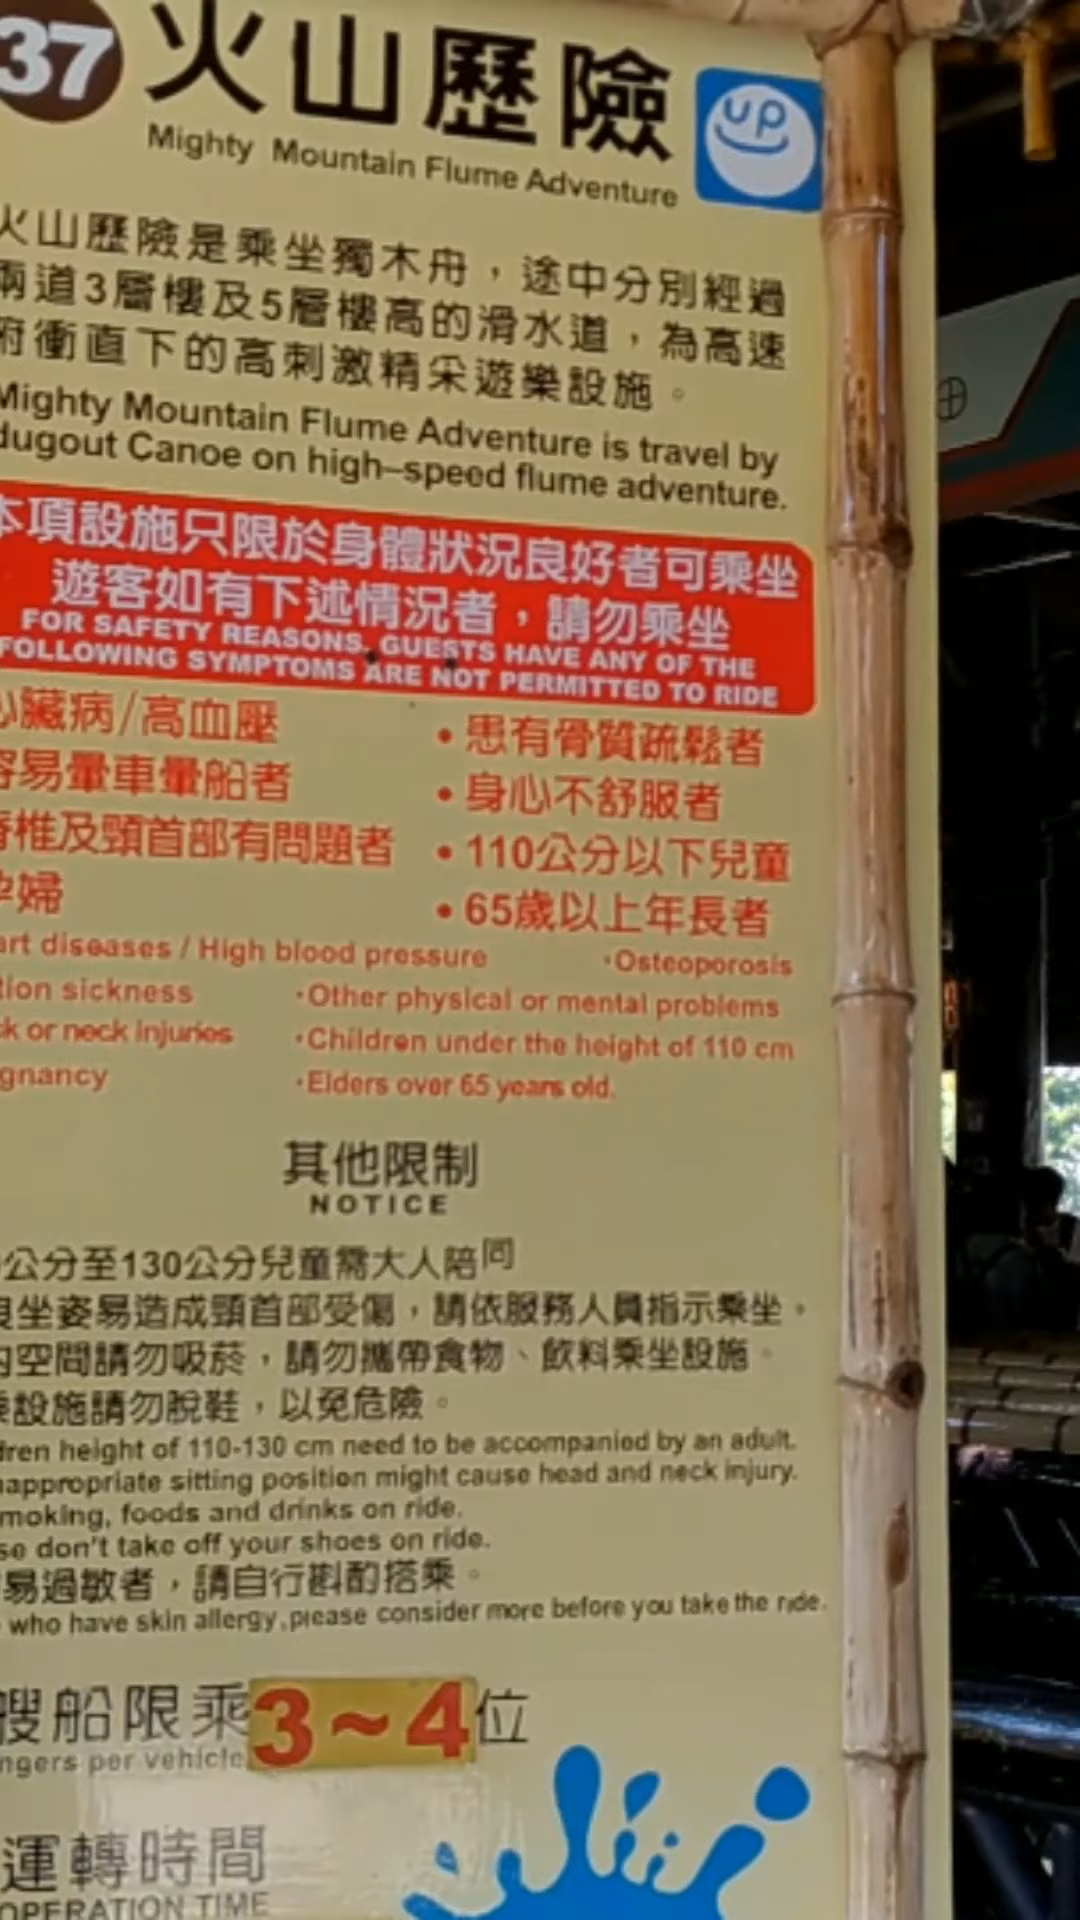 37 火山歷險 up
Mighty Mountain Flume Adventure
火山歷險是乘坐獨木舟，途中分別經過
兩道3層樓及5層樓高的滑水道，為高速
俯衝直下的高刺激精采遊樂設施。
Mighty Mountain Flume Adventure is travel by
dugout Canoe on high-speed flume adventure.
本項設施只限於身體狀況良好者可乘坐
遊客如有下述情況者，請勿乘坐
FOR SAFETY REASONS, GUESTS HAVE ANY OF THE
FOLLOWING SYMPTOMS ARE NOT PERMITTED TO RIDE
心臟病/高血壓 •患有骨質疏鬆者
容易暈車暈船者 •身心不舒服者
脊椎及頸首部有問題者 •110公分以下兒童
孕婦 •65歲以上年長者
art diseases / High blood pressure •Osteoporosis
tion sickness •Other physical or mental problems
ck or neck injuries •Children under the height of 110 cm
gnancy •Elders over 65 years old.
其他限制
NOTICE
公分至130公分兒童需大人陪同
良坐姿易造成頸首部受傷，請依服務人員指示乘坐。
內空間請勿吸菸，請勿攜帶食物、飲料乘坐設施。
乘設施請勿脫鞋，以免危險。
dren height of 110-130 cm need to be accompanied by an adult.
nappropriate sitting position might cause head and neck injury.
moking, foods and drinks on ride.
se don't take off your shoes on ride.
易過敏者，請自行斟酌搭乘。
who have skin allergy, please consider more before you take the ride.
艘船限乘3~4位
ngers per vehicle
運轉時間
OPERATION TIME